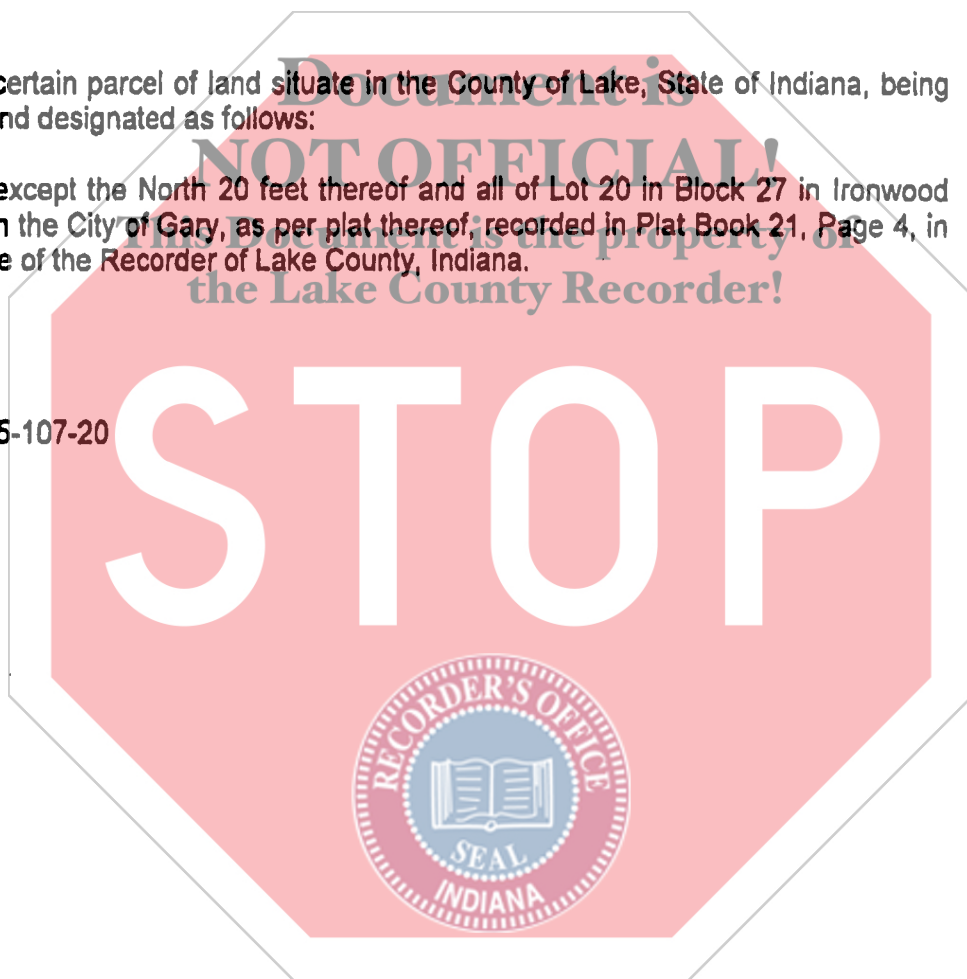 Document is
certain parcel of land situate in the County of Lake, State of Indiana, being
nd designated as follows:
NOT OFFICIAL!
except the North 20 feet thereof and all of Lot 20 in Block 27 in Ironwood
n the City of Gary, as per plat thereof, recorded in Plat Book 21, Page 4, in
This Document is the property of
e of the Recorder of Lake County, Indiana.
the Lake County Recorder!
-107-20
STOP
RECORDER'S OFFICE
SEAL
INDIANA